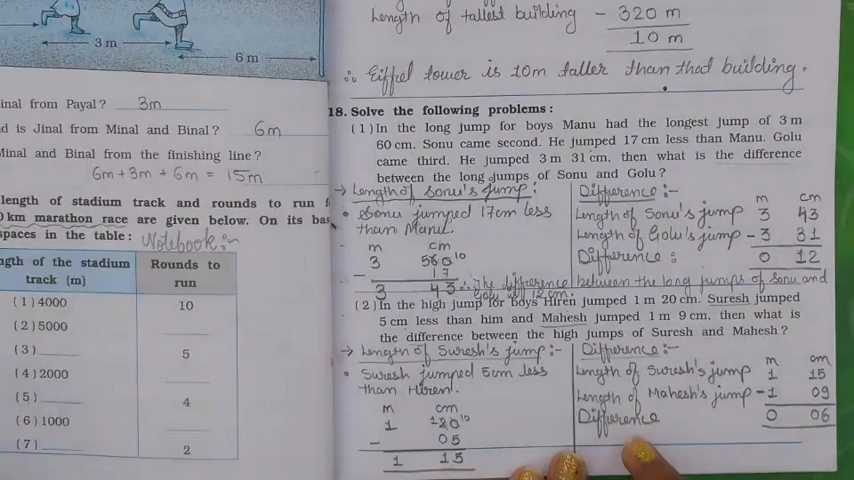 3 m
6 m
inal from Payal? 3m
d is Jinal from Minal and Binal? 6m
Minal and Binal from the finishing line?
6m+3m+6m = 15m
length of stadium track and rounds to run
0 km marathon race are given below. On its bas
spaces in the table: Notebook:-
ngth of the stadium track (m)
Rounds to run
(1) 4000
10
(2) 5000
(3)
5
(4) 2000
(5)
4
(6) 1000
(7)
2
Length of tallest building - 320 m
10 m
∴ Eiffel tower is 10m taller than that building.
18. Solve the following problems:
(1) In the long jump for boys Manu had the longest jump of 3 m
60 cm. Sonu came second. He jumped 17 cm less than Manu. Golu
came third. He jumped 3 m 31 cm, then what is the difference
between the long jumps of Sonu and Golu?
→ Length of Sonu's jump:
• Sonu jumped 17cm less
than Manu.
m cm
3 5 6 0 10
- 17
3 43
Difference:-
m cm
Length of Sonu's jump 3 43
Length of Golu's jump - 3 31
Difference: 0 12
∴ The difference between the long jumps of Sonu and
Golu is 12 cm.
(2) In the high jump for boys Hiren jumped 1 m 20 cm. Suresh jumped
5 cm less than him and Mahesh jumped 1 m 9 cm, then what is
the difference between the high jumps of Suresh and Mahesh?
→ Length of Suresh's jump:-
• Suresh jumped 5cm less
than Hiren.
m cm
1 1 2 0 10
- 05
1 15
Difference:-
m cm
Length of Suresh's jump 1 15
Length of Mahesh's jump - 1 09
Difference 0 06